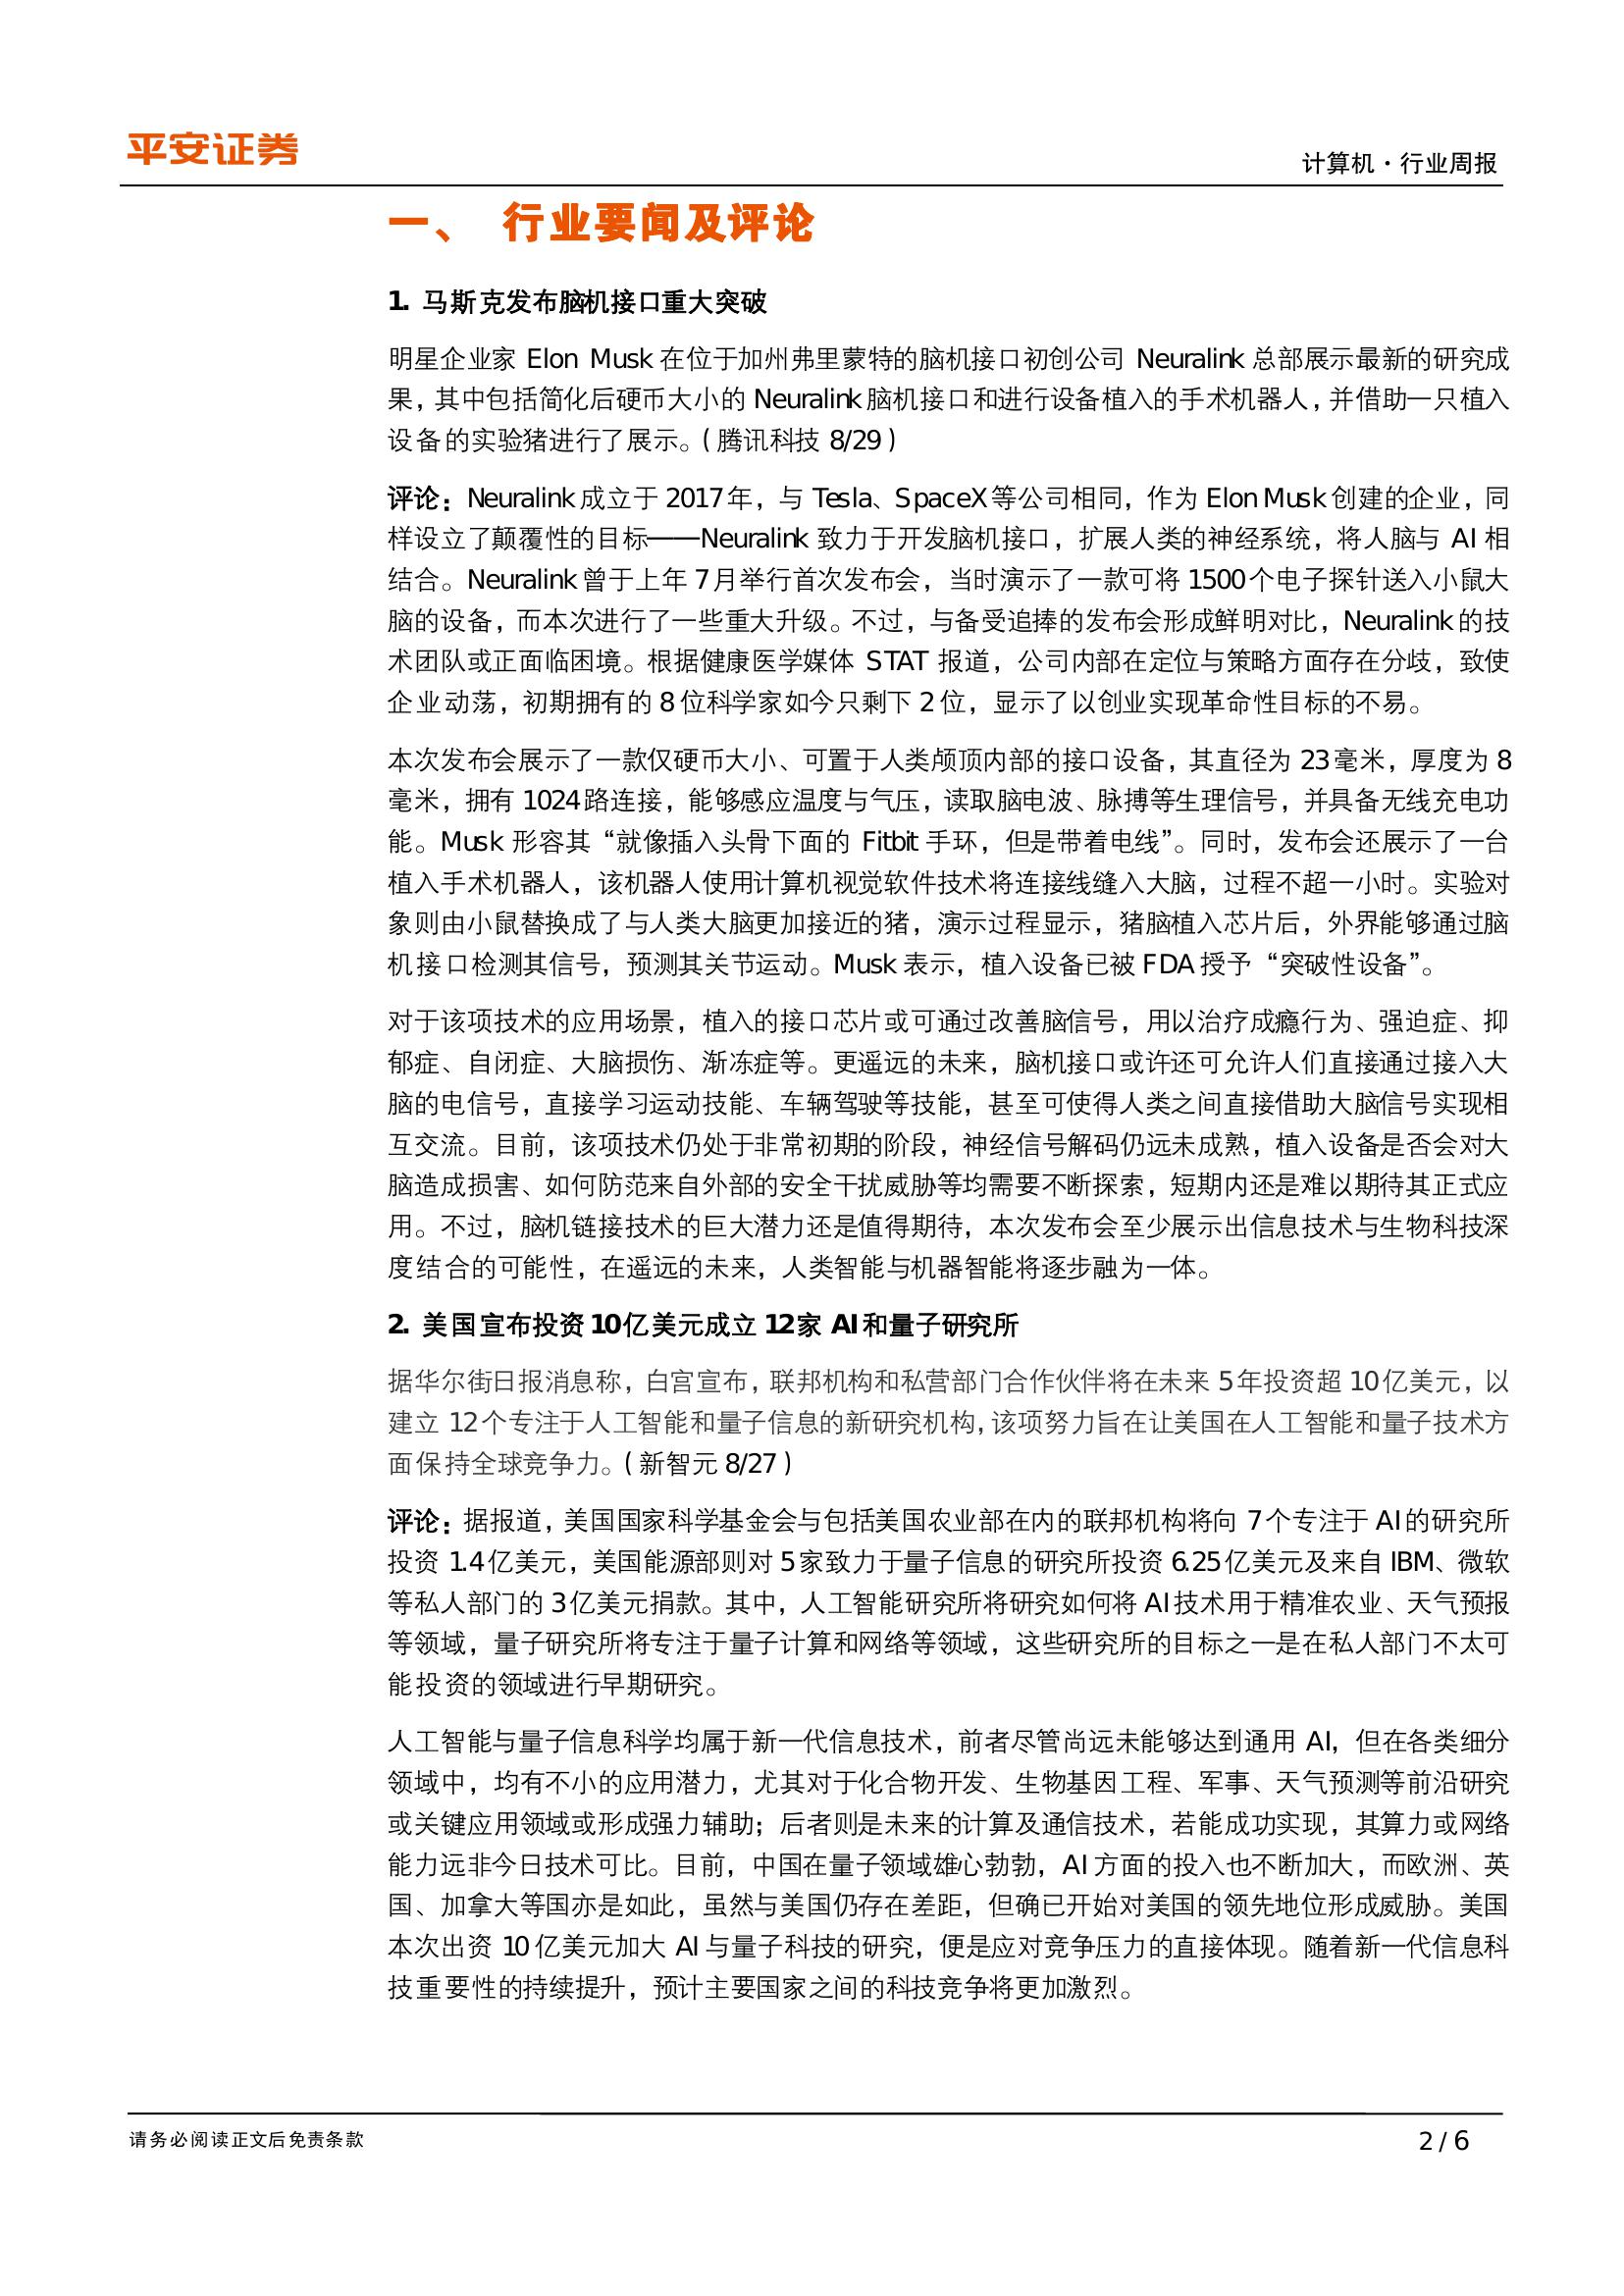 平安证券
计算机·行业周报
一、 行业要闻及评论
1. 马斯克发布脑机接口重大突破
明星企业家 Elon Musk 在位于加州弗里蒙特的脑机接口初创公司 Neuralink 总部展示最新的研究成
果，其中包括简化后硬币大小的 Neuralink 脑机接口和进行设备植入的手术机器人，并借助一只植入
设备的实验猪进行了展示。（腾讯科技 8/29）
评论：Neuralink 成立于 2017 年，与 Tesla、SpaceX 等公司相同，作为 Elon Musk 创建的企业，同
样设立了颠覆性的目标——Neuralink 致力于开发脑机接口，扩展人类的神经系统，将人脑与 AI 相
结合。Neuralink 曾于上年 7 月举行首次发布会，当时演示了一款可将 1500 个电子探针送入小鼠大
脑的设备，而本次进行了一些重大升级。不过，与备受追捧的发布会形成鲜明对比，Neuralink 的技
术团队或正面临困境。根据健康医学媒体 STAT 报道，公司内部在定位与策略方面存在分歧，致使
企业动荡，初期拥有的 8 位科学家如今只剩下 2 位，显示了以创业实现革命性目标的不易。
本次发布会展示了一款仅硬币大小、可置于人类颅顶内部的接口设备，其直径为 23 毫米，厚度为 8
毫米，拥有 1024 路连接，能够感应温度与气压，读取脑电波、脉搏等生理信号，并具备无线充电功
能。Musk 形容其“就像插入头骨下面的 Fitbit 手环，但是带着电线”。同时，发布会还展示了一台
植入手术机器人，该机器人使用计算机视觉软件技术将连接线缝入大脑，过程不超一小时。实验对
象则由小鼠替换成了与人类大脑更加接近的猪，演示过程显示，猪脑植入芯片后，外界能够通过脑
机接口检测其信号，预测其关节运动。Musk 表示，植入设备已被 FDA 授予“突破性设备”。
对于该项技术的应用场景，植入的接口芯片或可通过改善脑信号，用以治疗成瘾行为、强迫症、抑
郁症、自闭症、大脑损伤、渐冻症等。更遥远的未来，脑机接口或许还可允许人们直接通过接入大
脑的电信号，直接学习运动技能、车辆驾驶等技能，甚至可使得人类之间直接借助大脑信号实现相
互交流。目前，该项技术仍处于非常初期的阶段，神经信号解码仍远未成熟，植入设备是否会对大
脑造成损害、如何防范来自外部的安全干扰威胁等均需要不断探索，短期内还是难以期待其正式应
用。不过，脑机链接技术的巨大潜力还是值得期待，本次发布会至少展示出信息技术与生物科技深
度结合的可能性，在遥远的未来，人类智能与机器智能将逐步融为一体。
2. 美国宣布投资 10 亿美元成立 12 家 AI 和量子研究所
据华尔街日报消息称，白宫宣布，联邦机构和私营部门合作伙伴将在未来 5 年投资超 10 亿美元，以
建立 12 个专注于人工智能和量子信息的新研究机构，该项努力旨在让美国在人工智能和量子技术方
面保持全球竞争力。（新智元 8/27）
评论：据报道，美国国家科学基金会与包括美国农业部在内的联邦机构将向 7 个专注于 AI 的研究所
投资 1.4 亿美元，美国能源部则对 5 家致力于量子信息的研究所投资 6.25 亿美元及来自 IBM、微软
等私人部门的 3 亿美元捐款。其中，人工智能研究所将研究如何将 AI 技术用于精准农业、天气预报
等领域，量子研究所将专注于量子计算和网络等领域，这些研究所的目标之一是在私人部门不太可
能投资的领域进行早期研究。
人工智能与量子信息科学均属于新一代信息技术，前者尽管尚远未能够达到通用 AI，但在各类细分
领域中，均有不小的应用潜力，尤其对于化合物开发、生物基因工程、军事、天气预测等前沿研究
或关键应用领域或形成强力辅助；后者则是未来的计算及通信技术，若能成功实现，其算力或网络
能力远非今日技术可比。目前，中国在量子领域雄心勃勃，AI 方面的投入也不断加大，而欧洲、英
国、加拿大等国亦是如此，虽然与美国仍存在差距，但确已开始对美国的领先地位形成威胁。美国
本次出资 10 亿美元加大 AI 与量子科技的研究，便是应对竞争压力的直接体现。随着新一代信息科
技重要性的持续提升，预计主要国家之间的科技竞争将更加激烈。
请务必阅读正文后免责条款
2 / 6